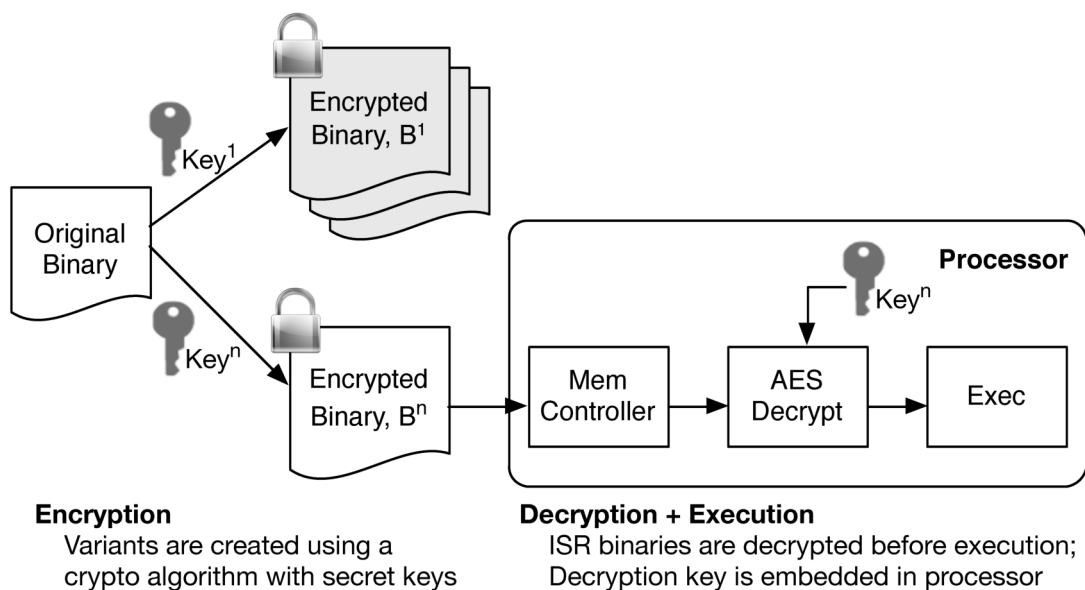 Encrypted
Binary, B¹
Key¹
Original
Binary
Keyⁿ
Encrypted
Binary, Bⁿ
Processor
Keyⁿ
Mem
Controller
AES
Decrypt
Exec
Encryption
Variants are created using a
crypto algorithm with secret keys
Decryption + Execution
ISR binaries are decrypted before execution;
Decryption key is embedded in processor